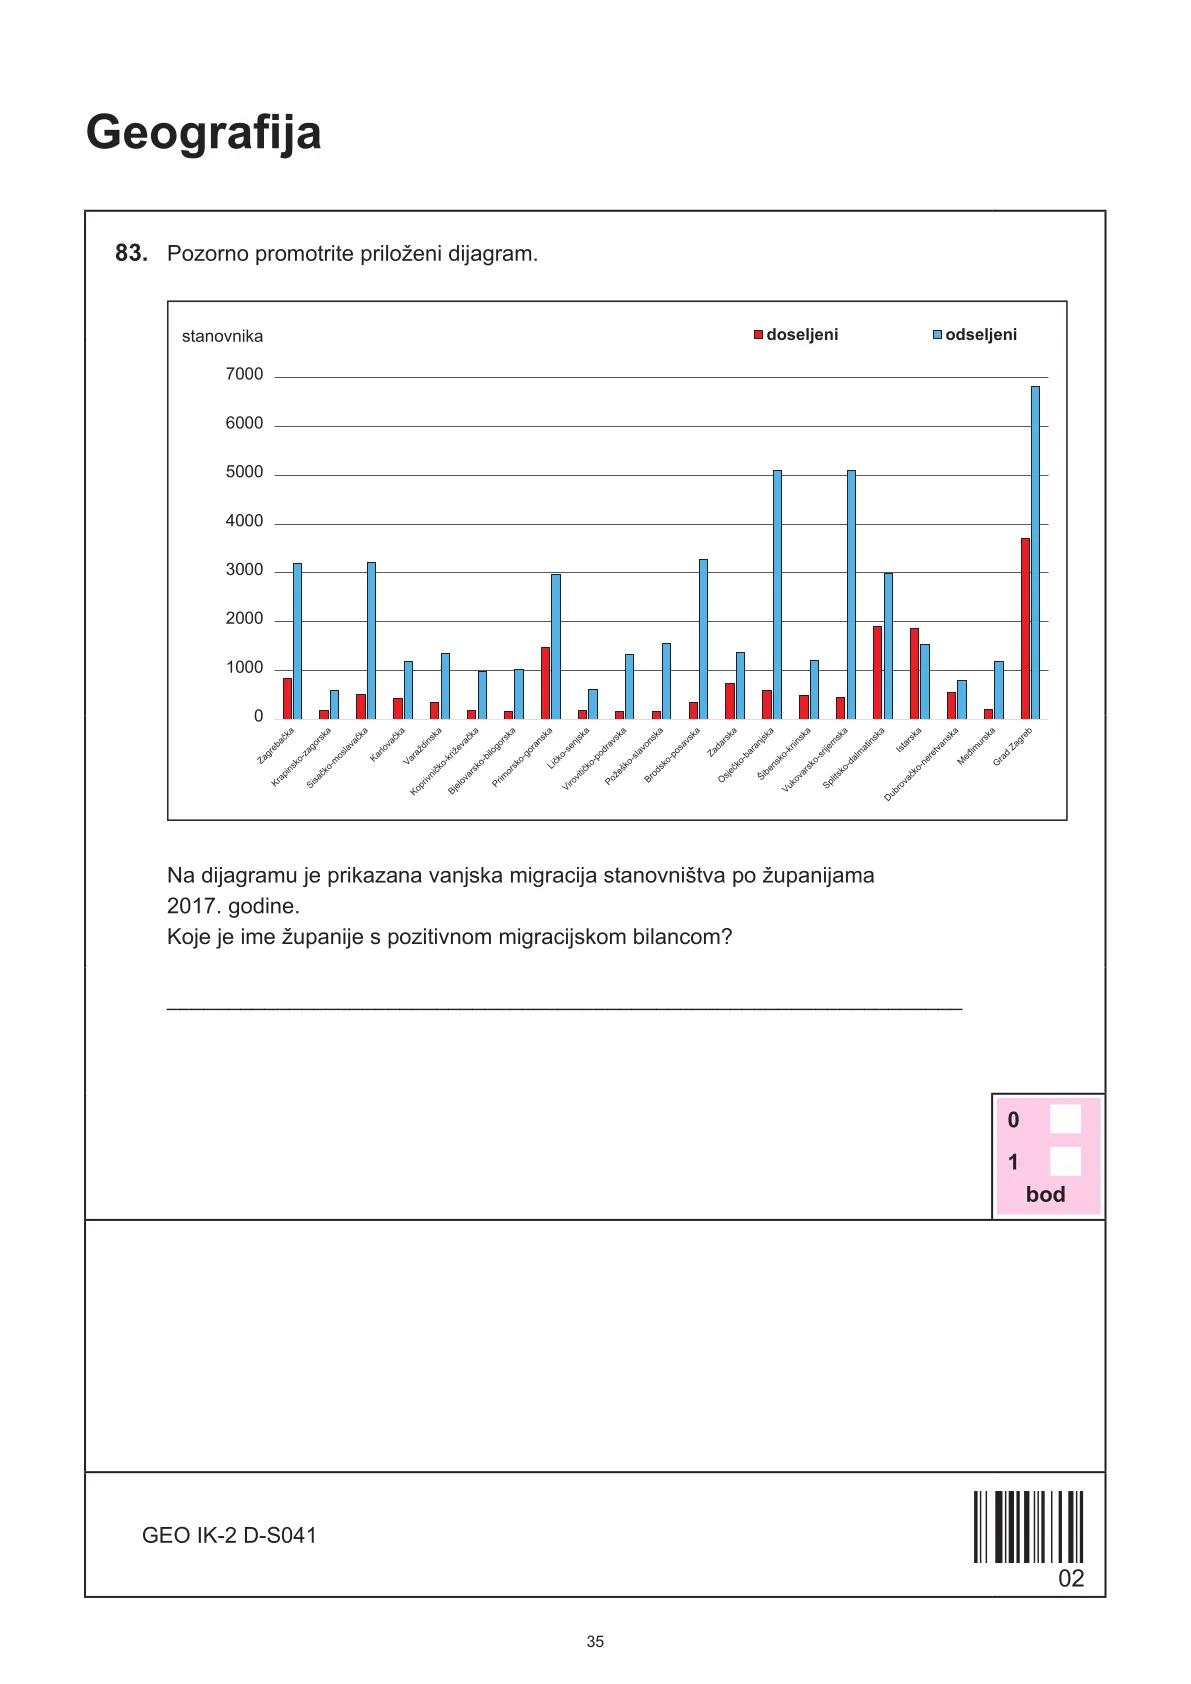 Geografija
83. Pozorno promotrite priloženi dijagram.
stanovnika
doseljeni
odseljeni
7000
6000
5000
4000
3000
2000
1000
0
Zagrebačka
Krapinsko-zagorska
Sisačko-moslavačka
Karlovačka
Varaždinska
Koprivničko-križevačka
Bjelovarsko-bilogorska
Primorsko-goranska
Ličko-senjska
Virovitičko-podravska
Požeško-slavonska
Brodsko-posavska
Zadarska
Osječko-baranjska
Šibensko-kninska
Vukovarsko-srijemska
Splitsko-dalmatinska
Istarska
Dubrovačko-neretvanska
Međimurska
Grad Zagreb
Na dijagramu je prikazana vanjska migracija stanovništva po županijama
2017. godine.
Koje je ime županije s pozitivnom migracijskom bilancom?
0
1
bod
GEO IK-2 D-S041
02
35